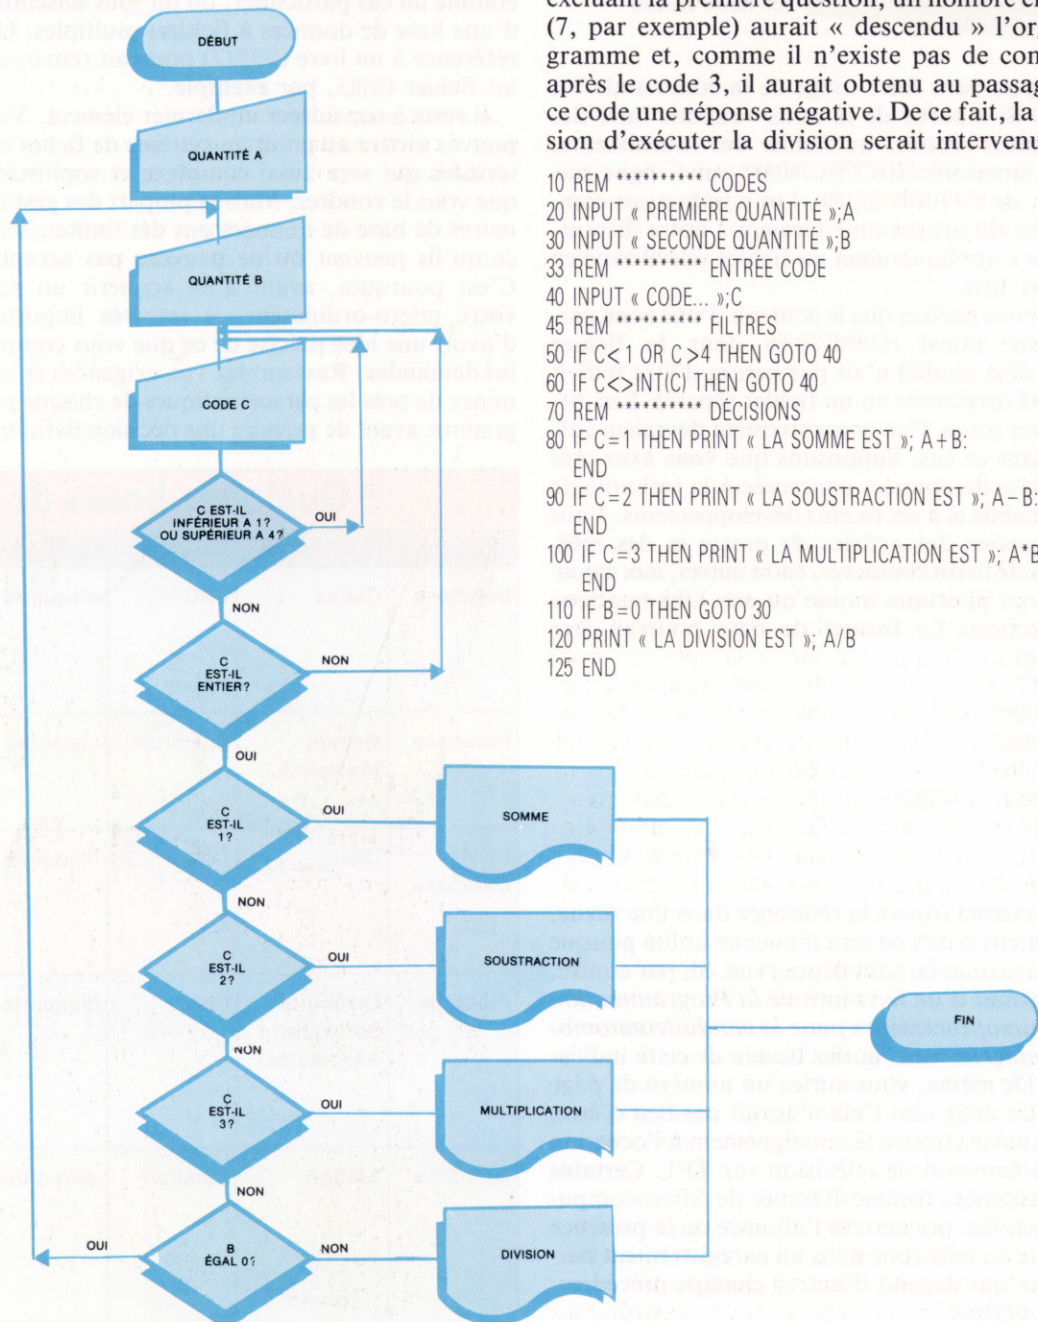 DÉBUT
QUANTITÉ A
QUANTITÉ B
CODE C
C EST-IL
INFÉRIEUR A 1?
OU SUPÉRIEUR A 4?
OUI
NON
C
EST-IL
ENTIER?
NON
OUI
C
EST-IL
1?
OUI
SOMME
NON
C
EST-IL
2?
OUI
SOUSTRACTION
NON
C
EST-IL
3?
OUI
MULTIPLICATION
NON
B
ÉGAL 0?
OUI
NON
DIVISION
FIN
excluant la première question, un nombre
(7, par exemple) aurait « descendu » l'or
gramme et, comme il n'existe pas de con
après le code 3, il aurait obtenu au passag
ce code une réponse négative. De ce fait, la
sion d'exécuter la division serait intervenu
10 REM ********** CODES
20 INPUT « PREMIÈRE QUANTITÉ »;A
30 INPUT « SECONDE QUANTITÉ »;B
33 REM ********** ENTRÉE CODE
40 INPUT « CODE... »;C
45 REM ********** FILTRES
50 IF C<1 OR C>4 THEN GOTO 40
60 IF C<>INT(C) THEN GOTO 40
70 REM ********** DÉCISIONS
80 IF C=1 THEN PRINT « LA SOMME EST »; A+B:
END
90 IF C=2 THEN PRINT « LA SOUSTRACTION EST »; A–B:
END
100 IF C=3 THEN PRINT « LA MULTIPLICATION EST »; A*B
END
110 IF B=0 THEN GOTO 30
120 PRINT « LA DIVISION EST »; A/B
125 END